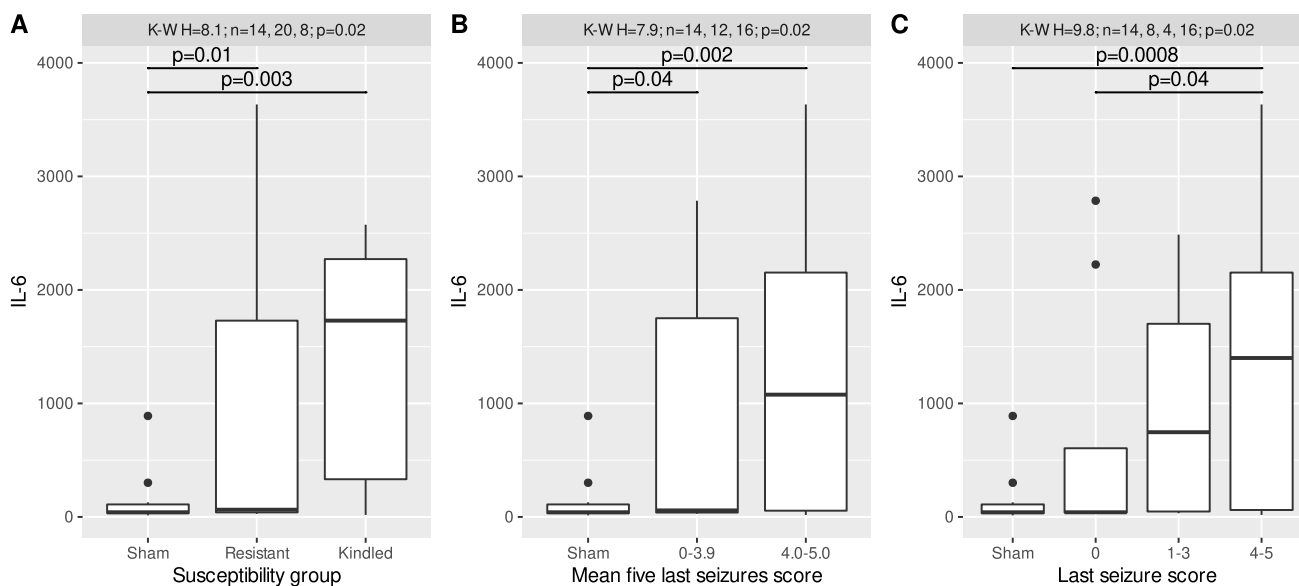 A
K-W H=8.1; n=14, 20, 8; p=0.02
p=0.01
p=0.003
4000
3000
2000
1000
0
IL-6
Sham Resistant Kindled
Susceptibility group
B
K-W H=7.9; n=14, 12, 16; p=0.02
p=0.002
p=0.04
4000
3000
2000
1000
0
IL-6
Sham 0-3.9 4.0-5.0
Mean five last seizures score
C
K-W H=9.8; n=14, 8, 4, 16; p=0.02
p=0.0008
p=0.04
4000
3000
2000
1000
0
IL-6
Sham 0 1-3 4-5
Last seizure score